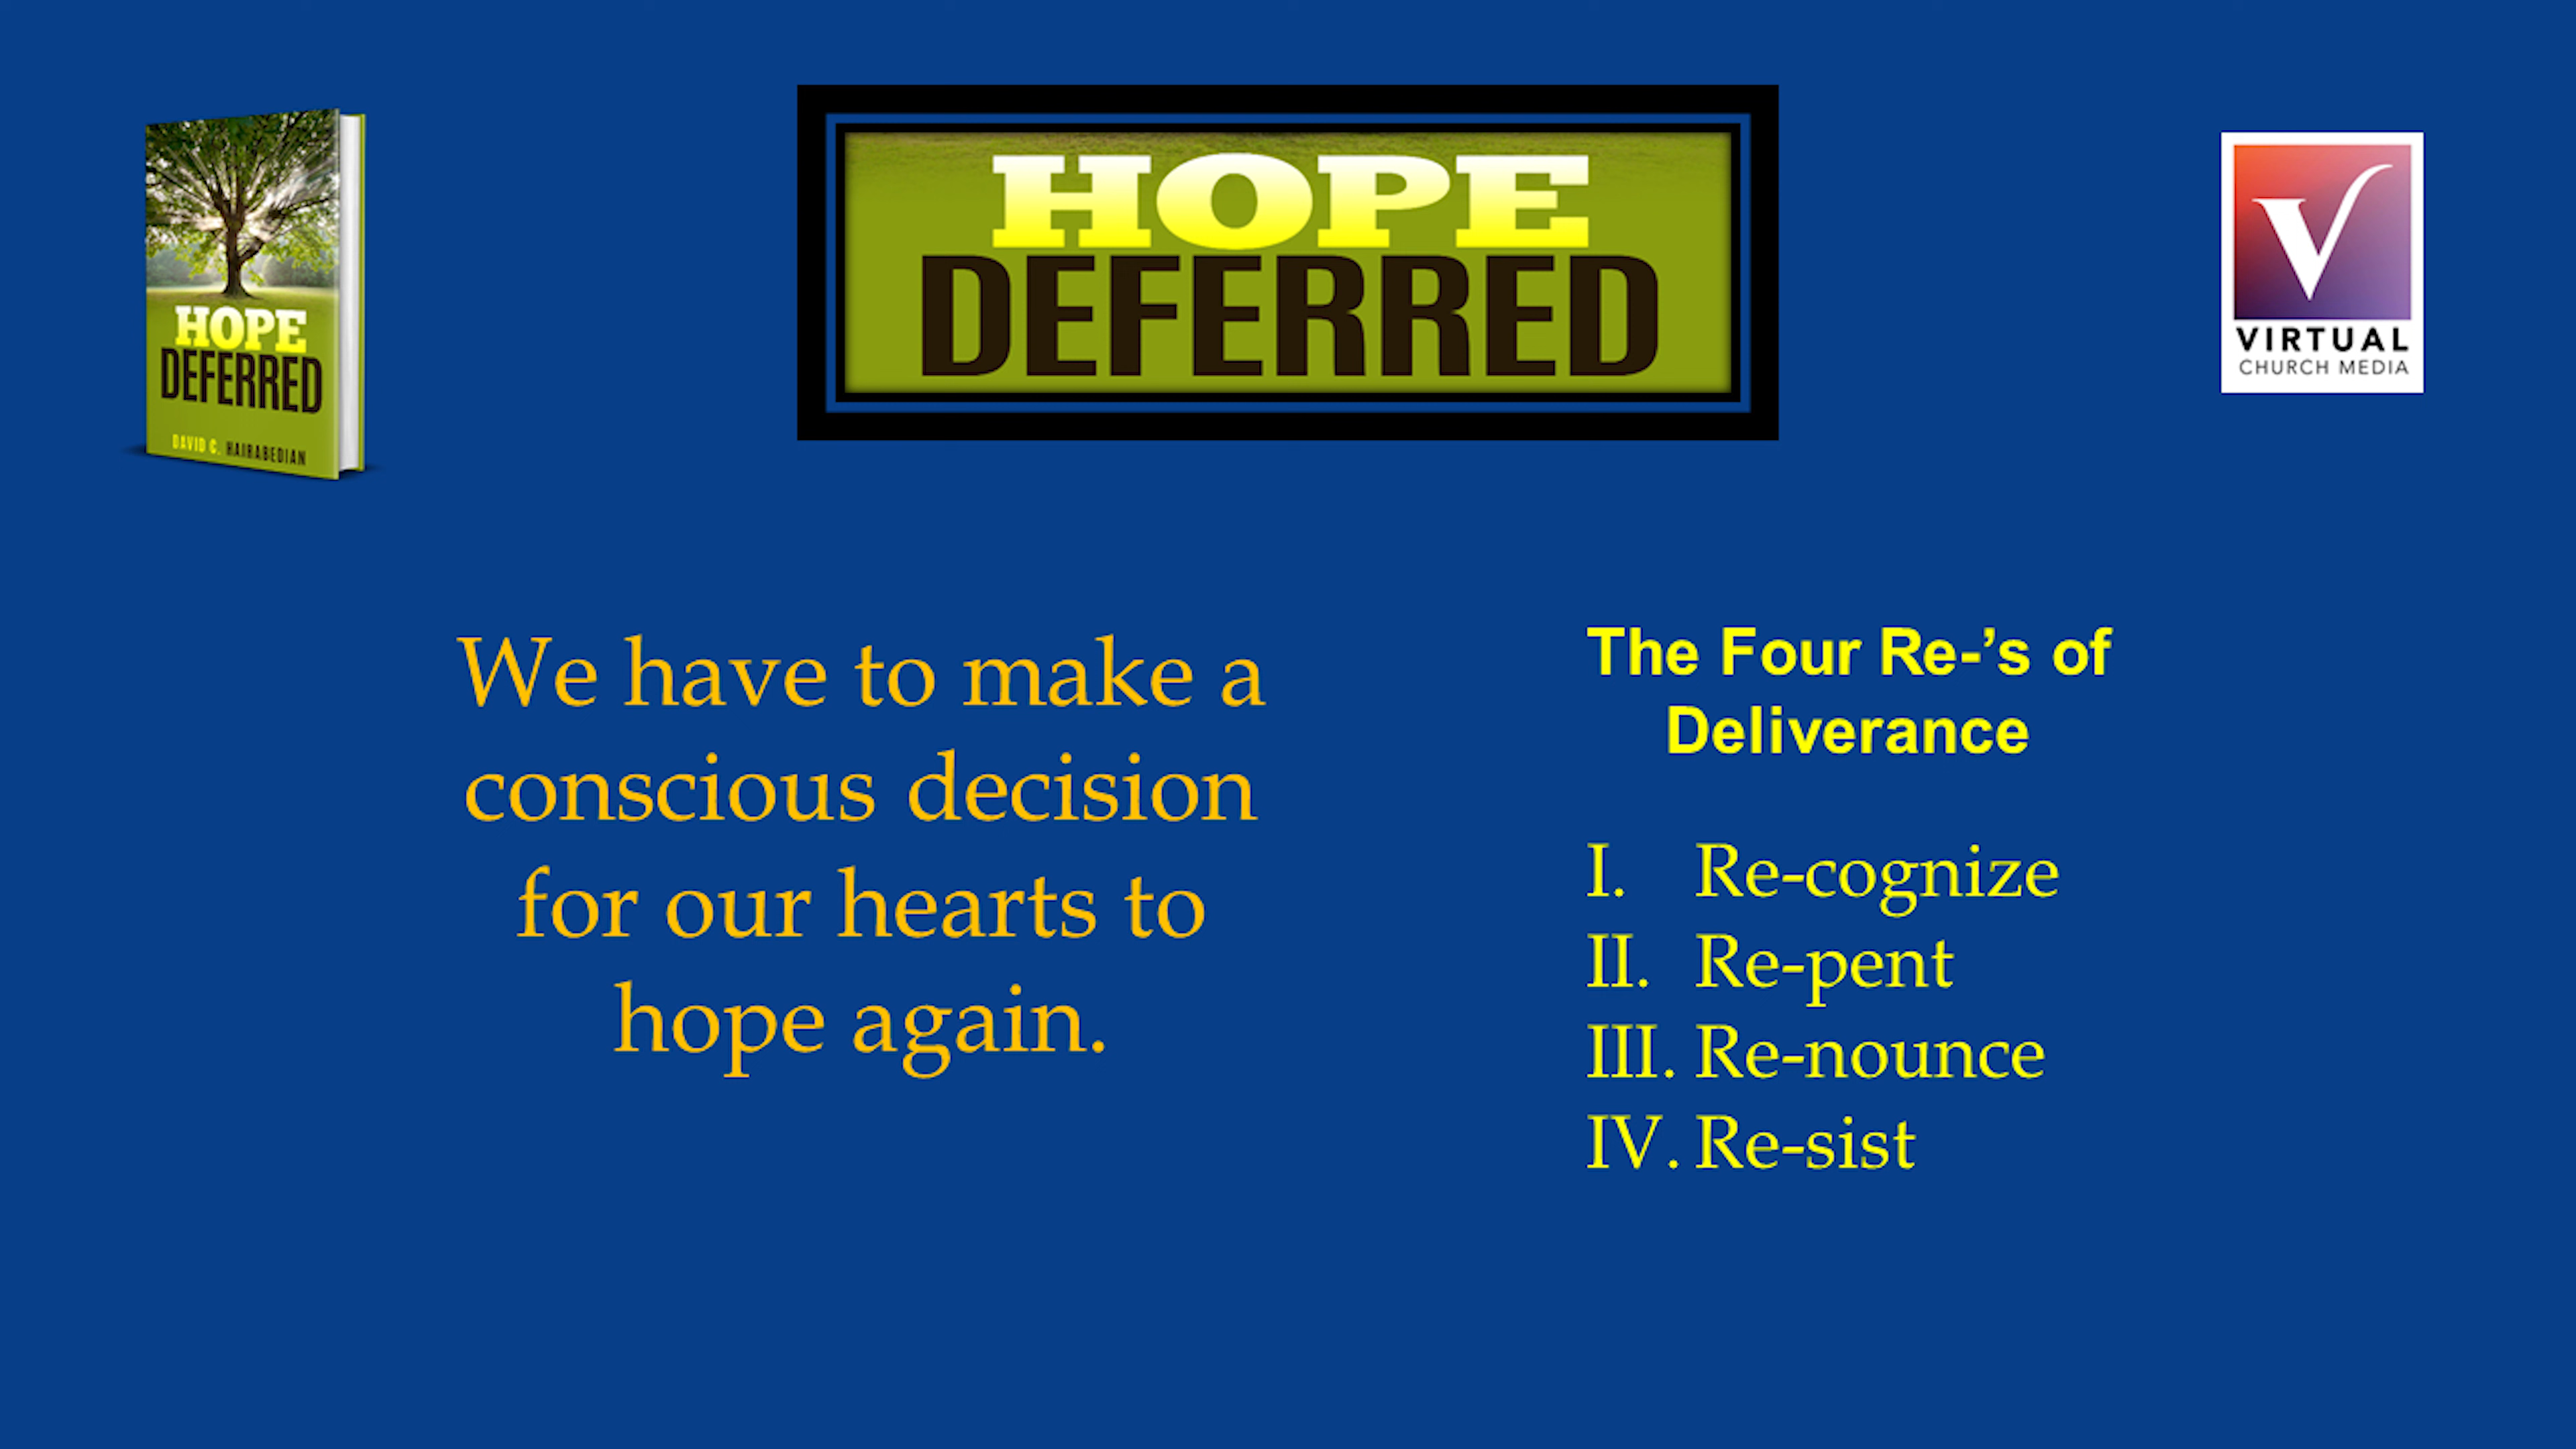 HOPE
DEFERRED
DAVID C. HAIRABEDIAN
HOPE
DEFERRED
V
VIRTUAL
CHURCH MEDIA
We have to make a
conscious decision
for our hearts to
hope again.
The Four Re-’s of
Deliverance
I. Re-cognize
II. Re-pent
III. Re-nounce
IV. Re-sist